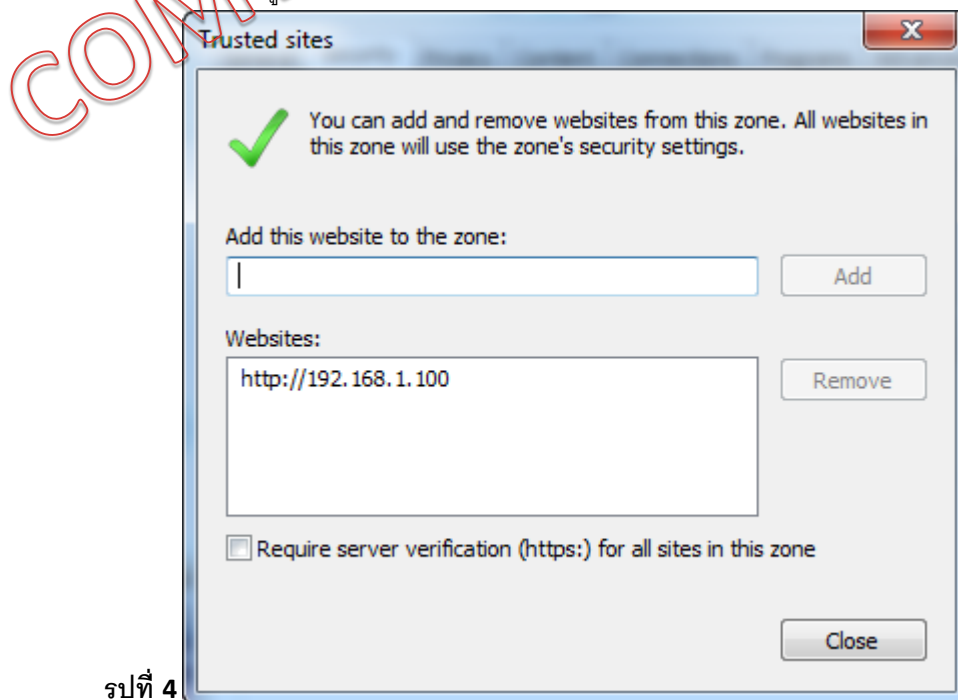 Trusted sites
You can add and remove websites from this zone. All websites in
this zone will use the zone's security settings.
Add this website to the zone:
Add
Websites:
http://192.168.1.100
Remove
Require server verification (https:) for all sites in this zone
Close
รูปที่ 4